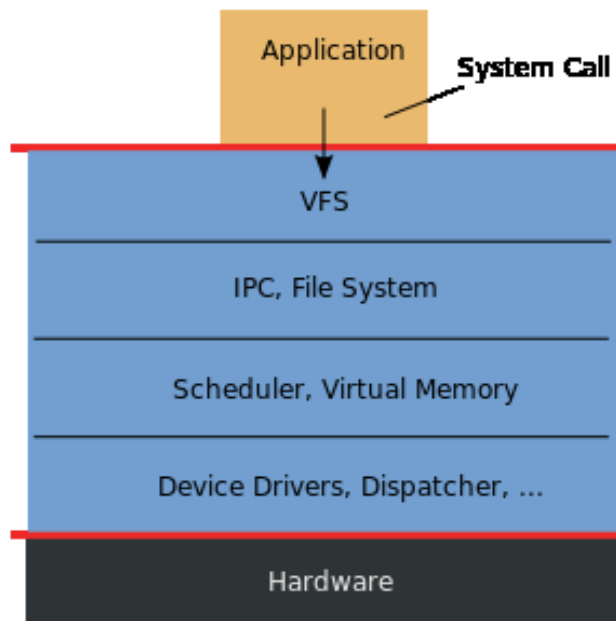 Application
System Call
VFS
IPC, File System
Scheduler, Virtual Memory
Device Drivers, Dispatcher, ...
Hardware